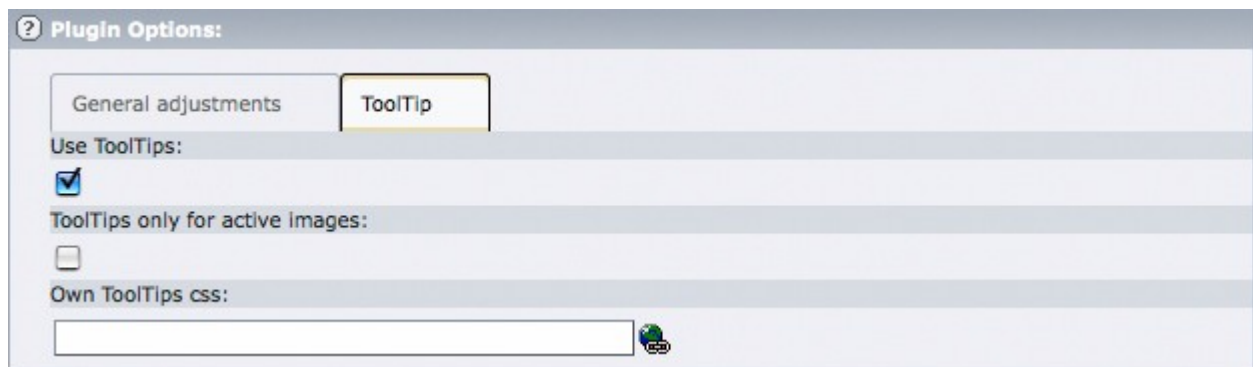 ? Plugin Options:
General adjustments ToolTip
Use ToolTips:
ToolTips only for active images:
Own ToolTips css: